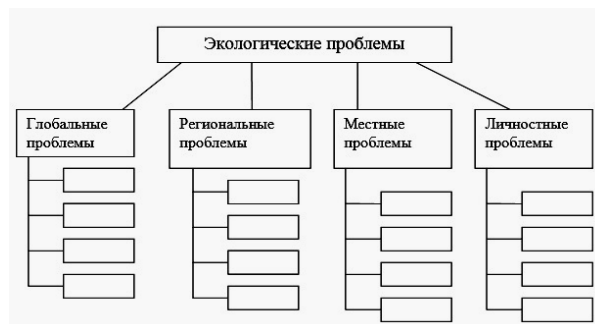 Экологические проблемы
Глобальные
проблемы
Региональные
проблемы
Местные
проблемы
Личностные
проблемы